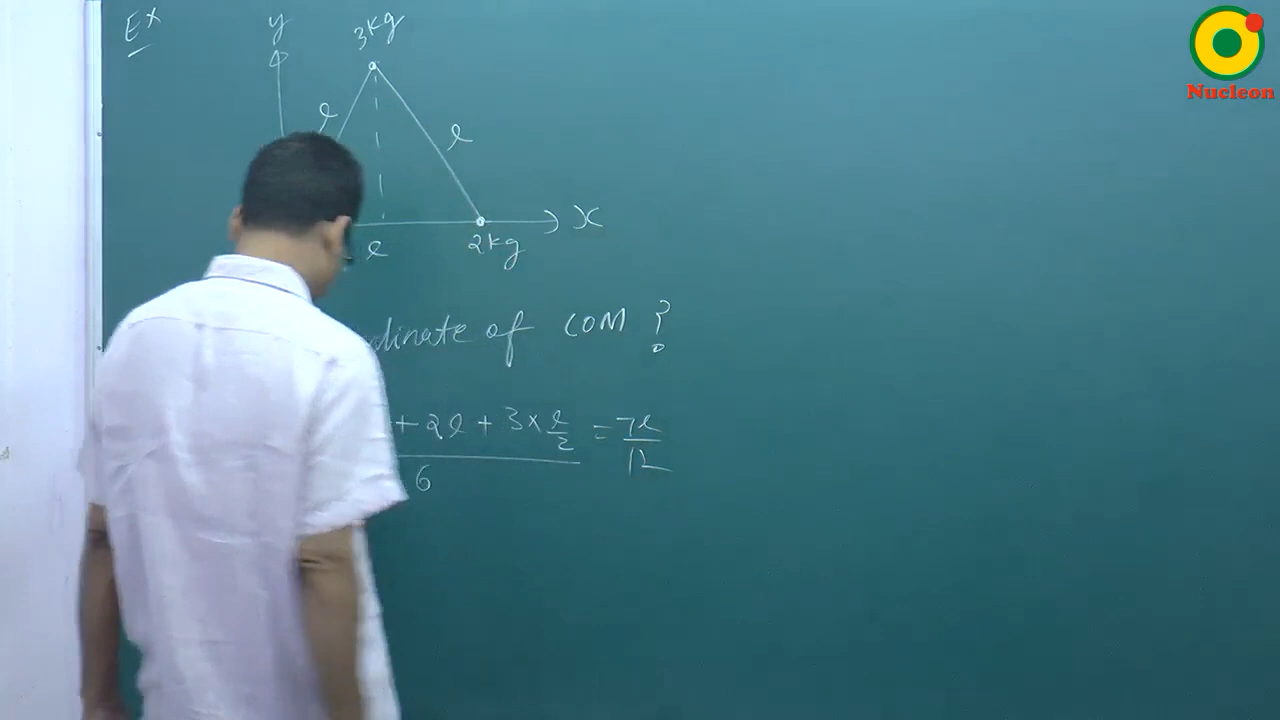 Ex
y
3kg
l
l
x
l
2kg
dinate of COM ?
+ 2l + 3 x l/2 = 7l/12
6
Nucleon